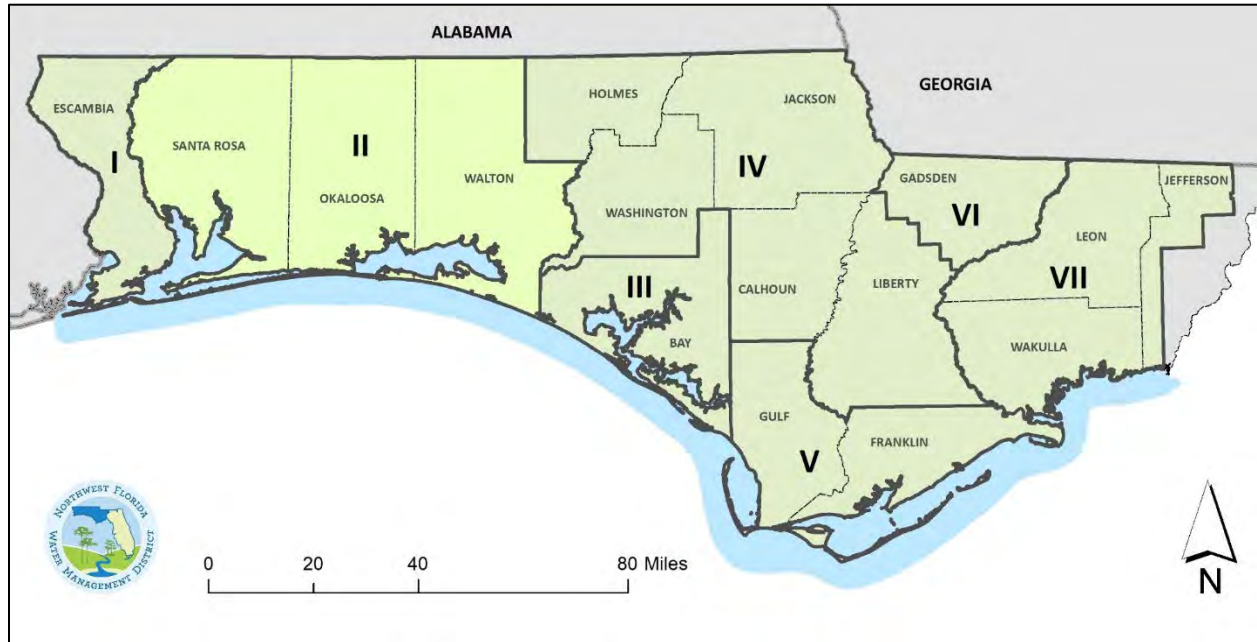 ALABAMA
GEORGIA
ESCAMBIA
I
SANTA ROSA
II
OKALOOSA
WALTON
HOLMES
JACKSON
IV
WASHINGTON
GADSDEN
VI
JEFFERSON
LEON
VII
III
BAY
CALHOUN
LIBERTY
WAKULLA
GULF
V
FRANKLIN
NORTHWEST FLORIDA
WATER MANAGEMENT DISTRICT
0 20 40 80 Miles
N